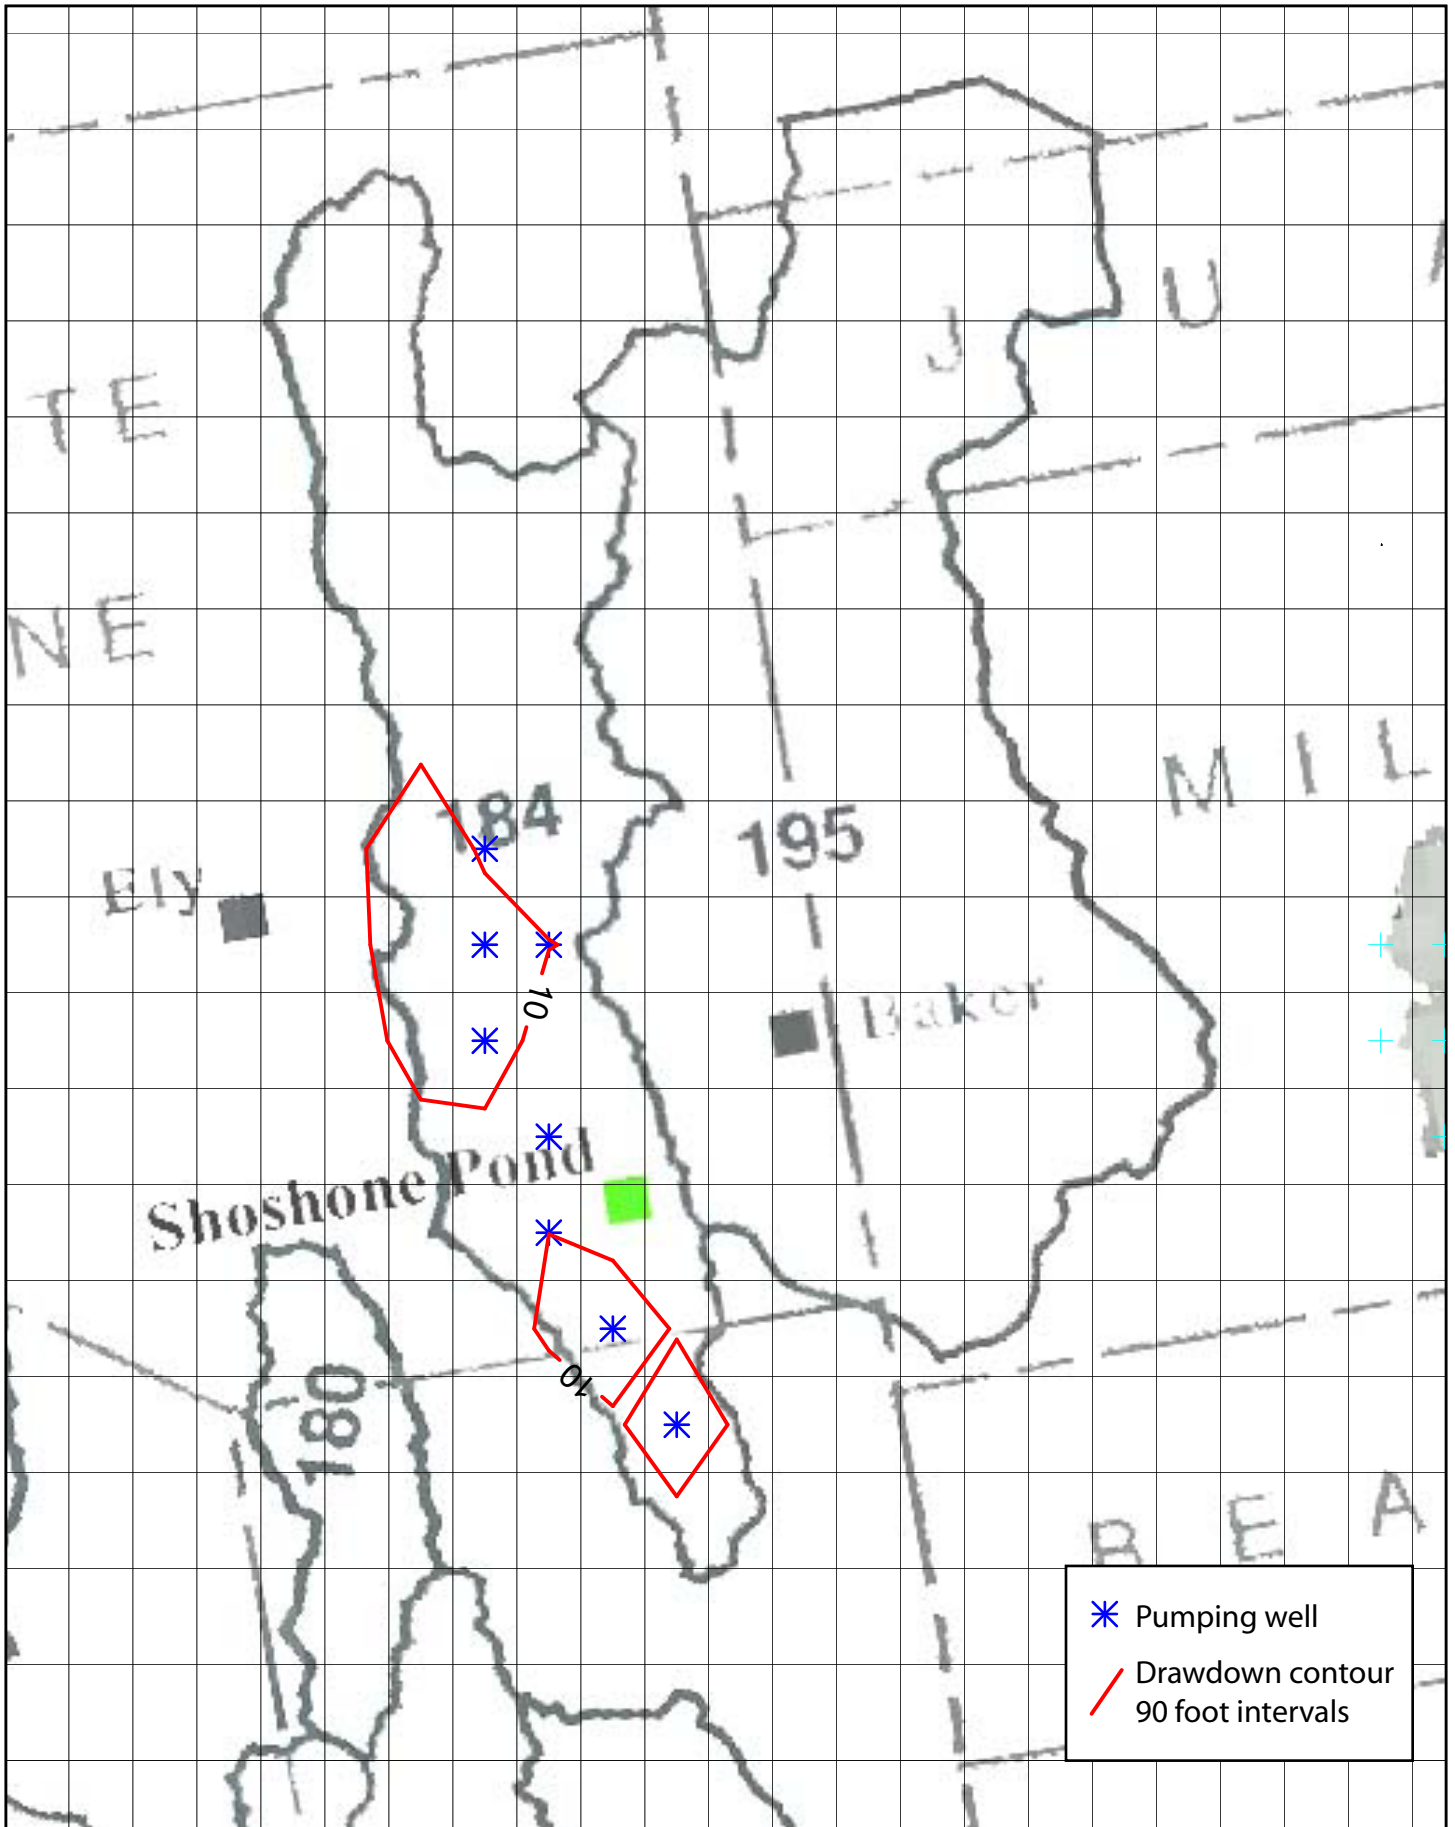 J U
TE
NE
MIL
184
195
Ely
10
Baker
Shoshone Pond
10
180
B E A
Pumping well
Drawdown contour
90 foot intervals